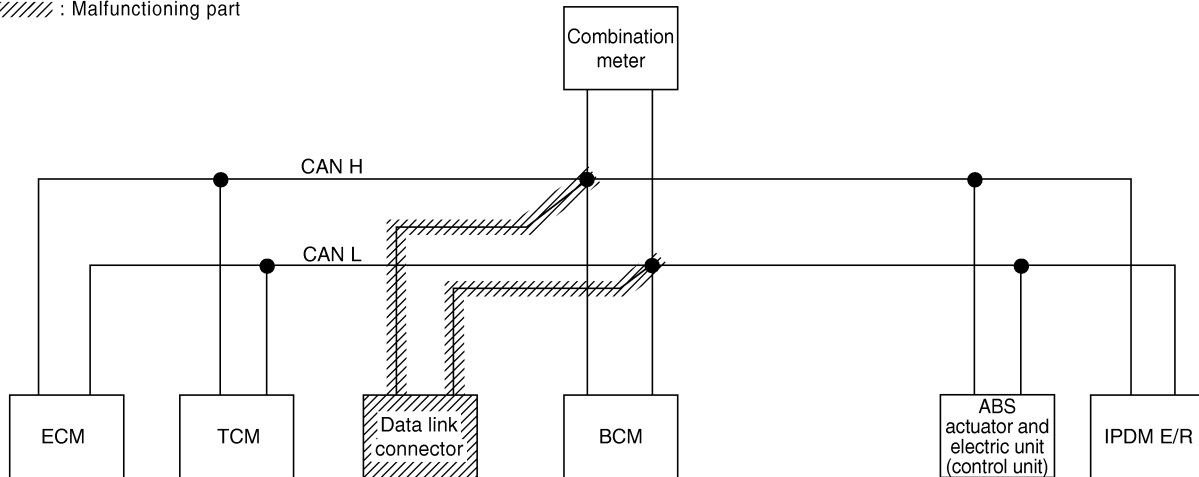 : Malfunctioning part
Combination
meter
CAN H
CAN L
ECM
TCM
Data link
connector
BCM
ABS
actuator and
electric unit
(control unit)
IPDM E/R